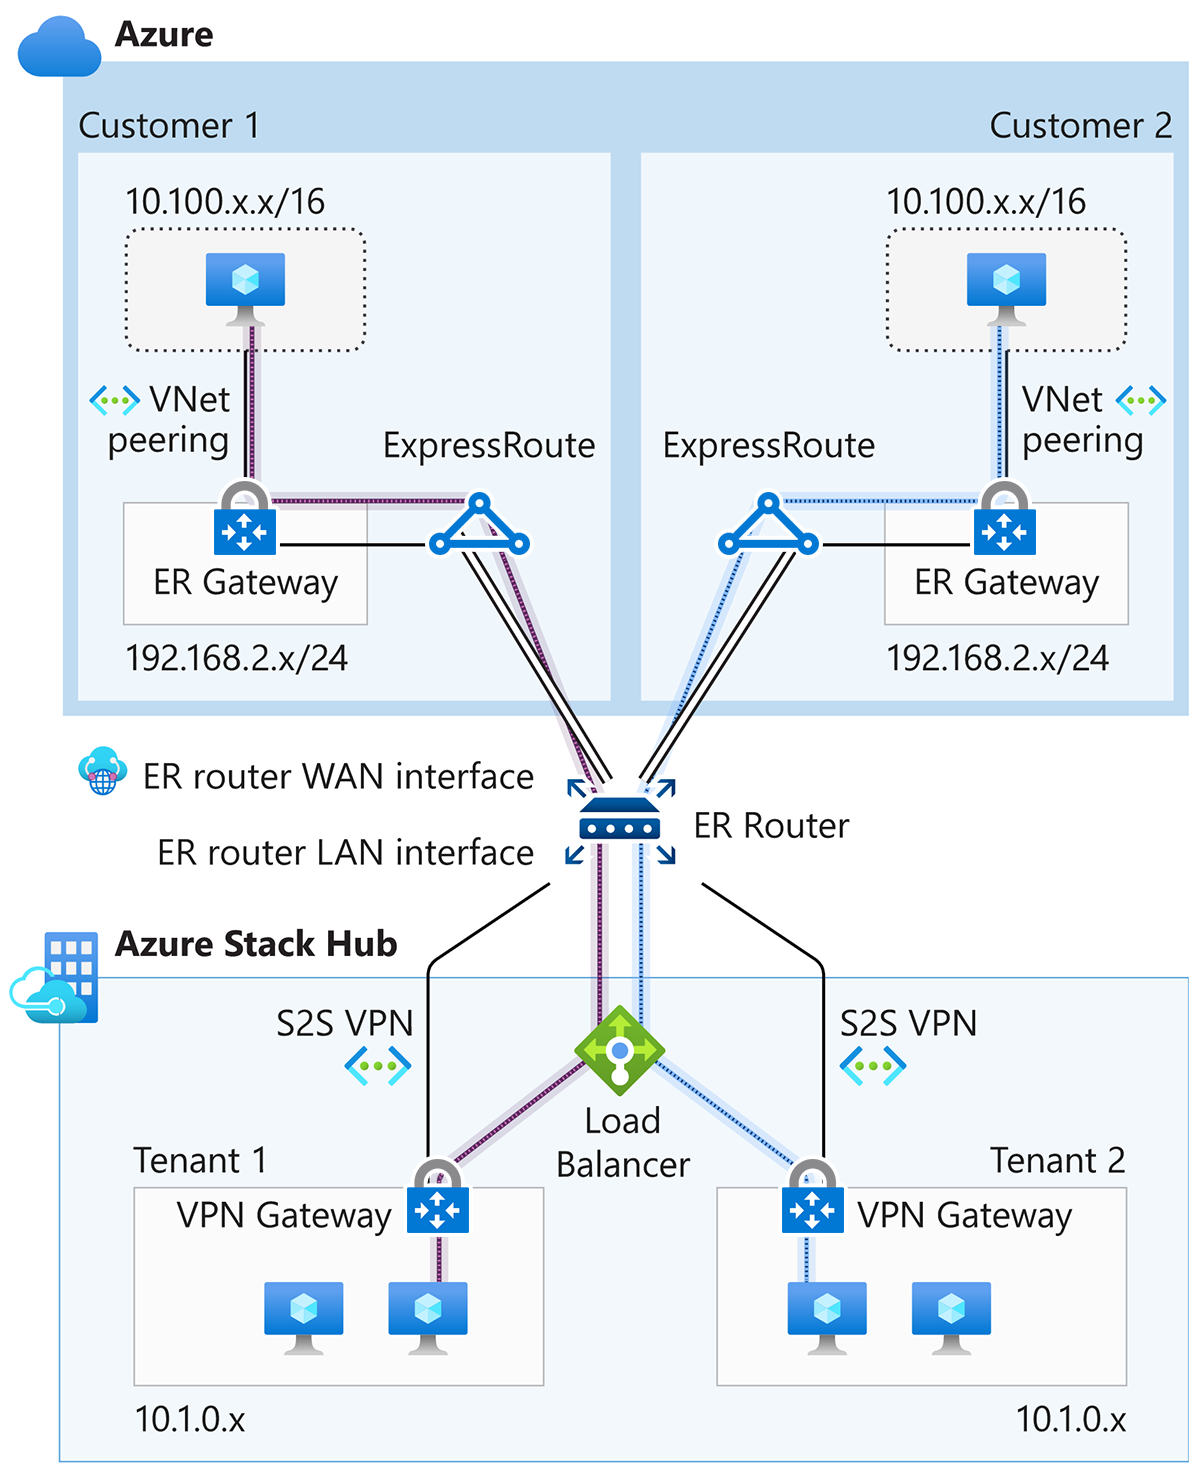 Azure
Customer 1
Customer 2
10.100.x.x/16
10.100.x.x/16
VNet
peering
VNet
peering
ExpressRoute
ExpressRoute
ER Gateway
ER Gateway
192.168.2.x/24
192.168.2.x/24
ER router WAN interface
ER Router
ER router LAN interface
Azure Stack Hub
S2S VPN
S2S VPN
Load
Balancer
Tenant 1
Tenant 2
VPN Gateway
VPN Gateway
10.1.0.x
10.1.0.x